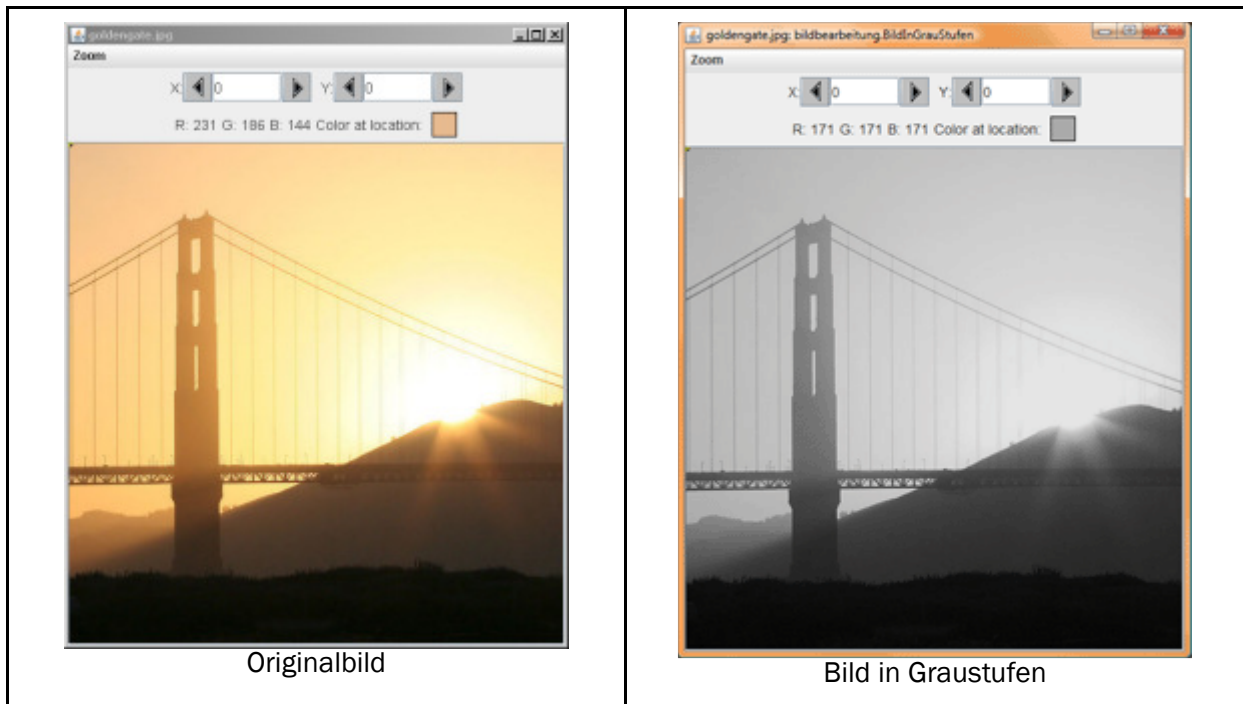 goldengate.jpg
Zoom
X: 0 Y: 0
R: 231 G: 186 B: 144 Color at location:
Originalbild
goldengate.jpg: bildbearbeitung.BildInGrauStufen
Zoom
X: 0 Y: 0
R: 171 G: 171 B: 171 Color at location:
Bild in Graustufen